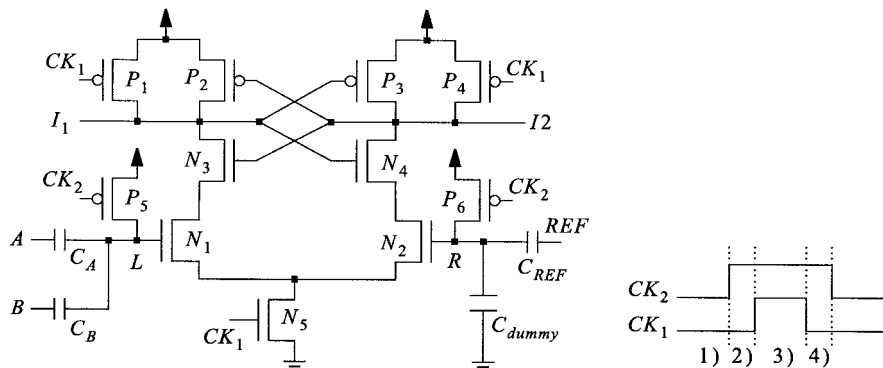 CK1 P1 P2 P3 P4 CK1
I1 I2
N3 N4
CK2 P5 P6 CK2
A CA L N1 N2 R CREF REF
B CB CK1 N5 Cdummy
CK2
CK1
1) 2) 3) 4)